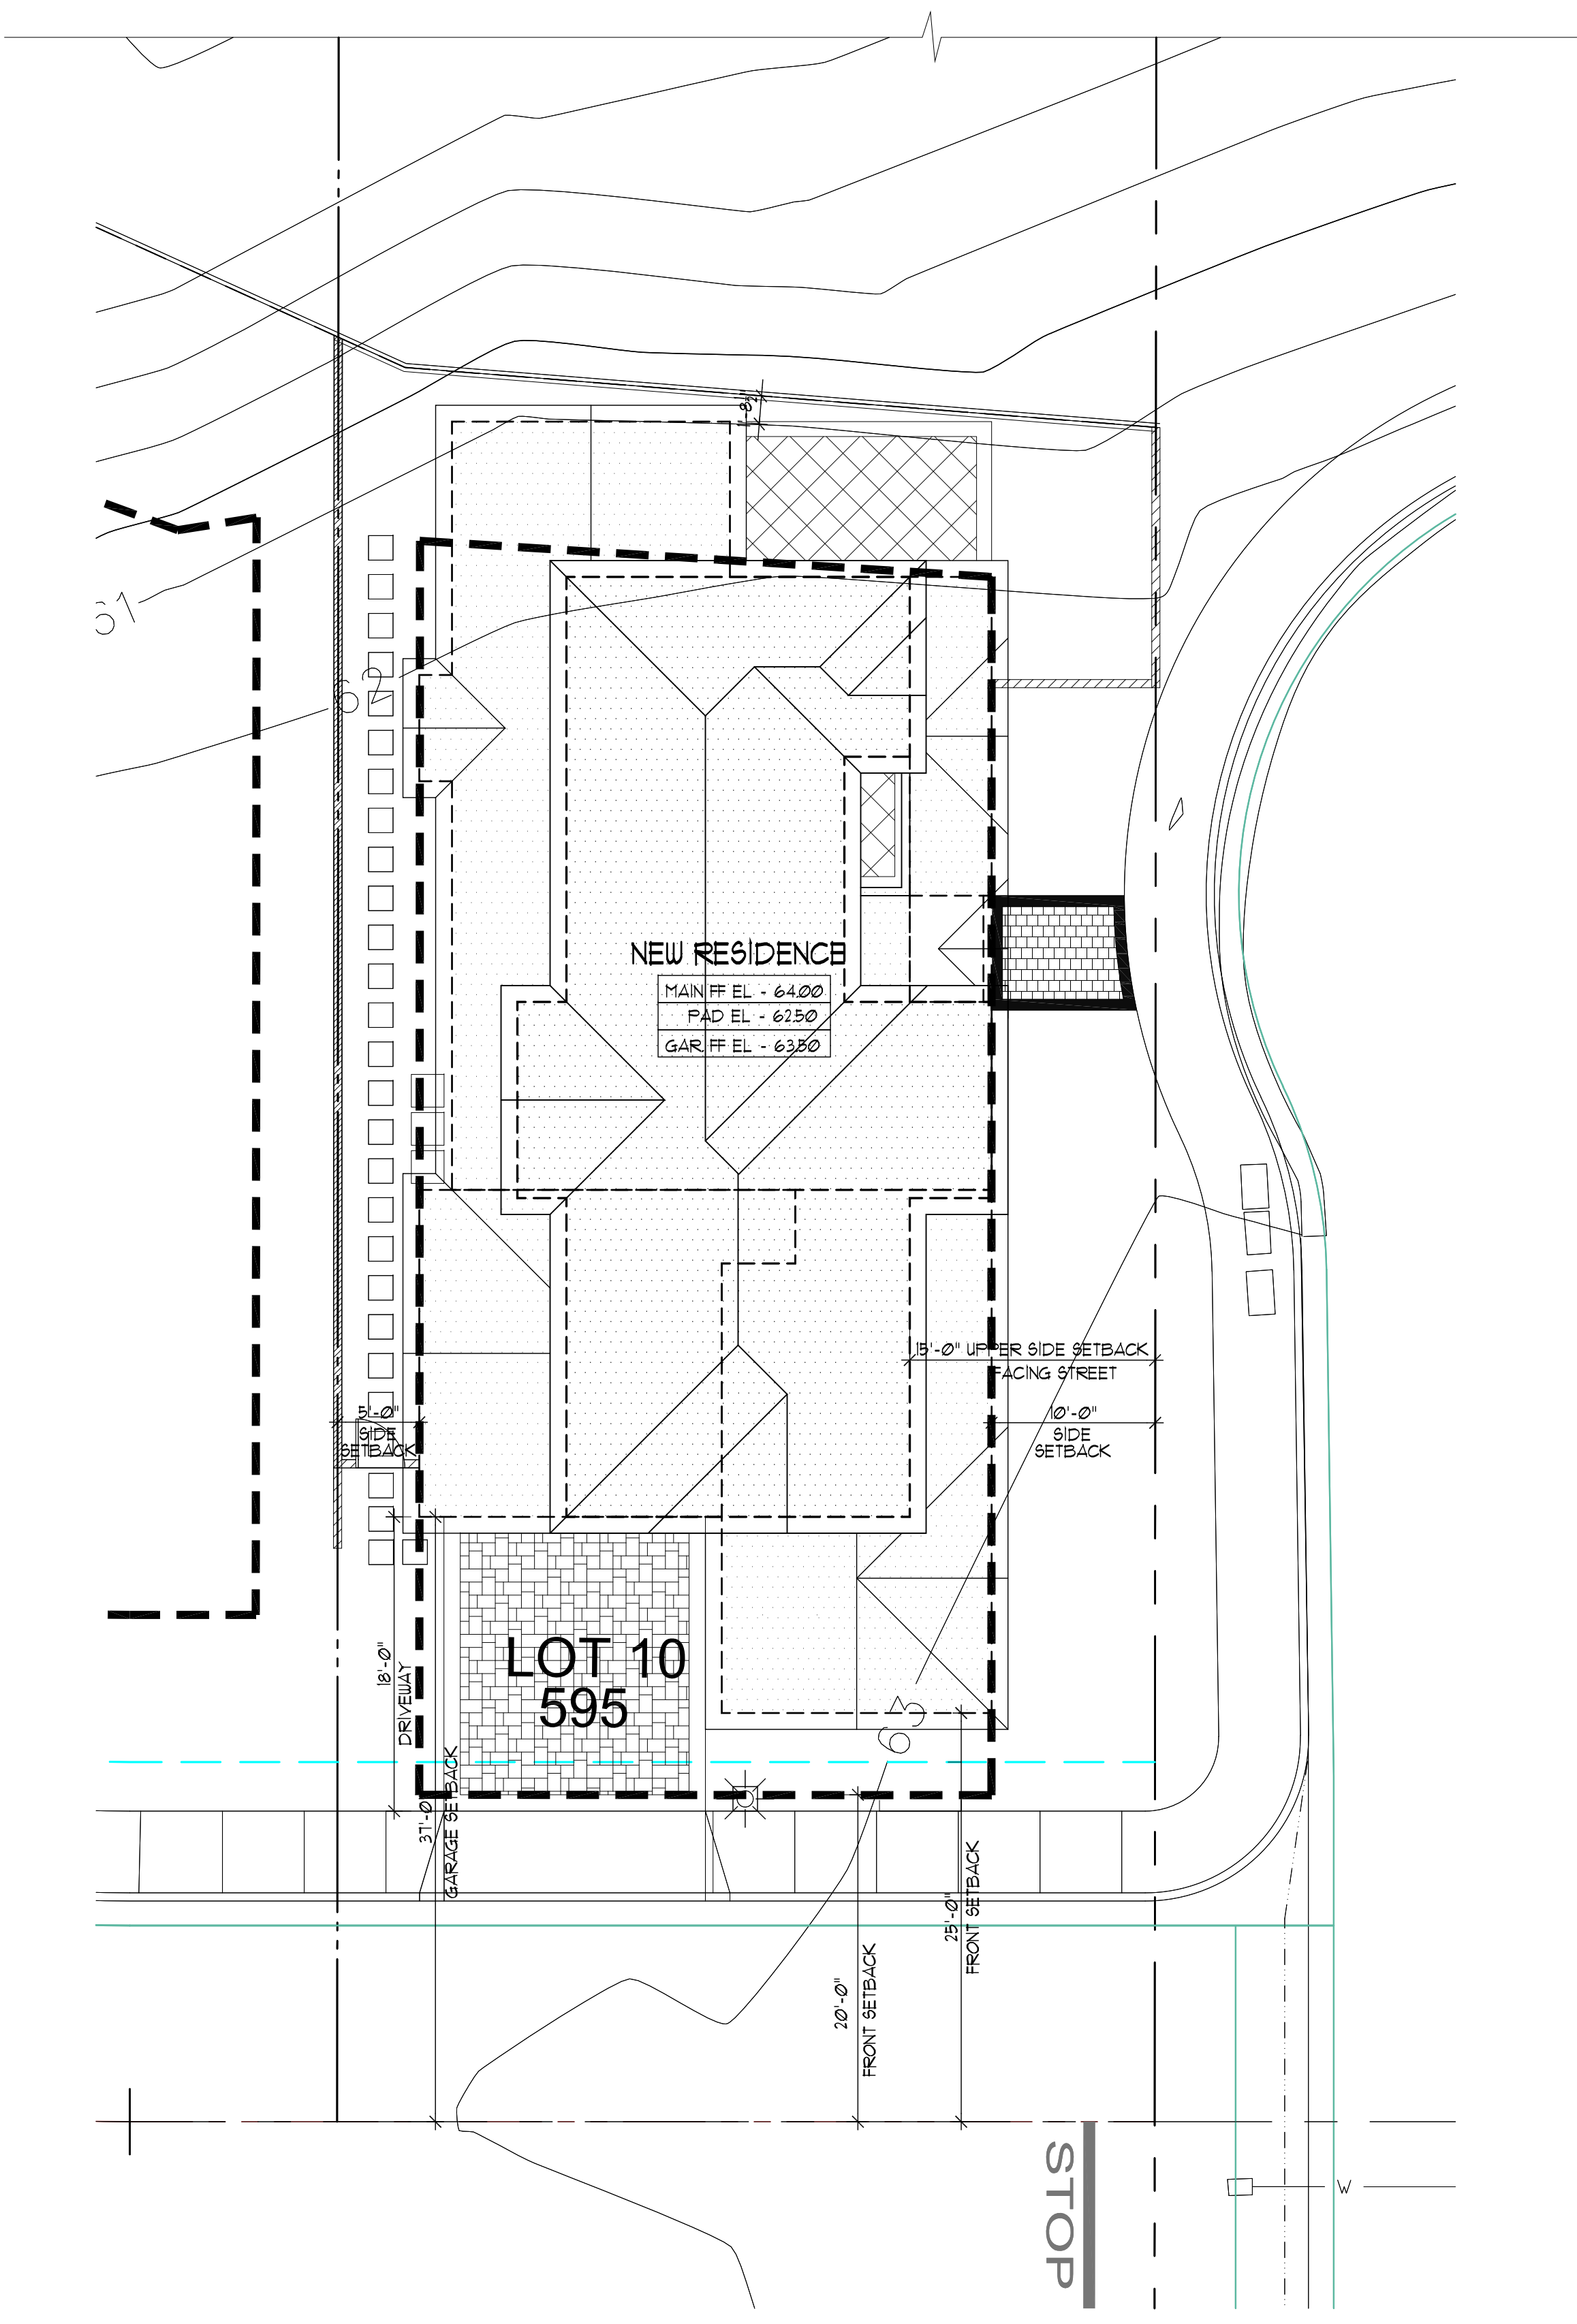 61
62
NEW RESIDENCE
MAIN FF EL - 64.00
PAD EL - 62.50
GAR FF EL - 63.50
15'-0" UPPER SIDE SETBACK
FACING STREET
5'-0"
SIDE
SETBACK
10'-0"
SIDE
SETBACK
LOT 10
595
18'-0"
DRIVEWAY
63
37'-0"
GARAGE SETBACK
25'-0"
FRONT SETBACK
20'-0"
FRONT SETBACK
STOP
W